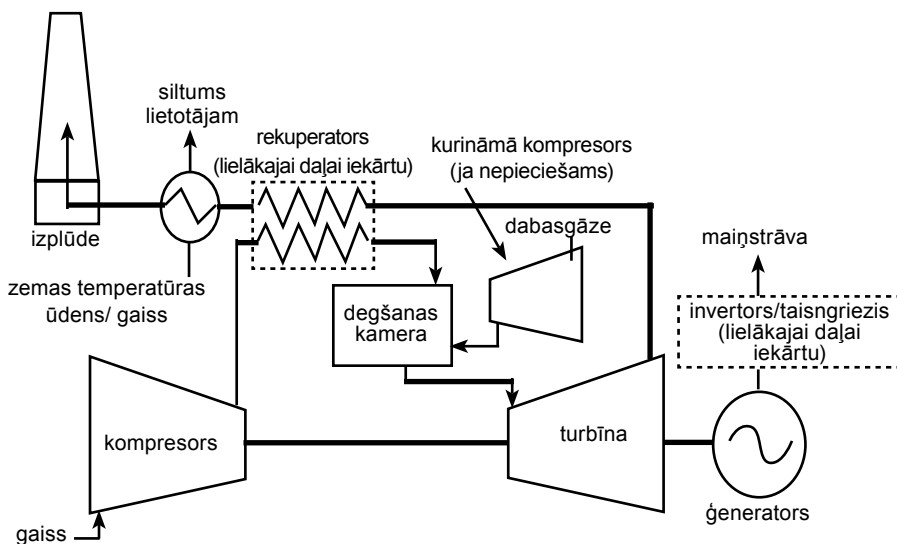 siltums
lietotājam
rekuperators
(lielākajai daļai iekārtu)
kurināmā kompresors
(ja nepieciešams)
dabasgāze
maiņstrāva
izplūde
zemas temperatūras
ūdens/ gaiss
degšanas
kamera
invertors/taisngriezis
(lielākajai daļai
iekārtu)
kompresors
turbīna
ģenerators
gaiss